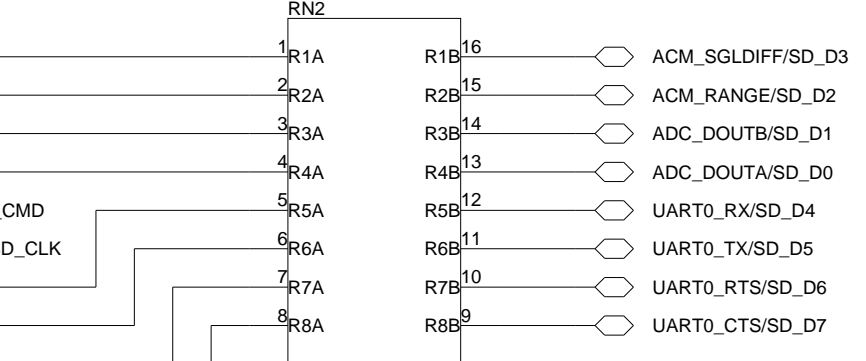 RN2
1 R1A R1B 16 ACM_SGLDIFF/SD_D3
2 R2A R2B 15 ACM_RANGE/SD_D2
3 R3A R3B 14 ADC_DOUTB/SD_D1
4 R4A R4B 13 ADC_DOUTA/SD_D0
_CMD 5 R5A R5B 12 UART0_RX/SD_D4
D_CLK 6 R6A R6B 11 UART0_TX/SD_D5
7 R7A R7B 10 UART0_RTS/SD_D6
8 R8A R8B 9 UART0_CTS/SD_D7